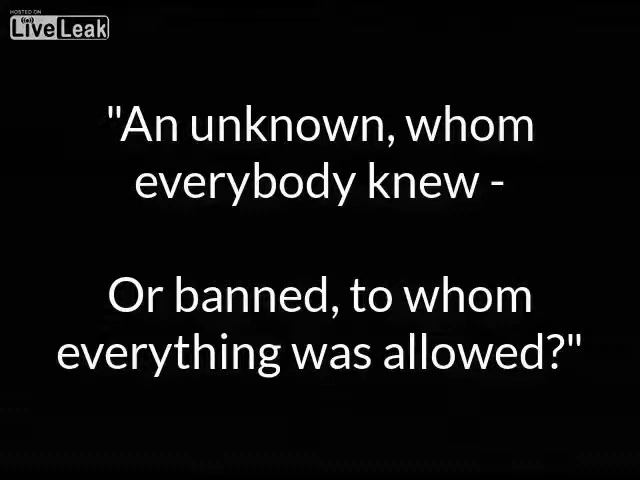 HOSTED ON
LiveLeak
"An unknown, whom
everybody knew -
Or banned, to whom
everything was allowed?"